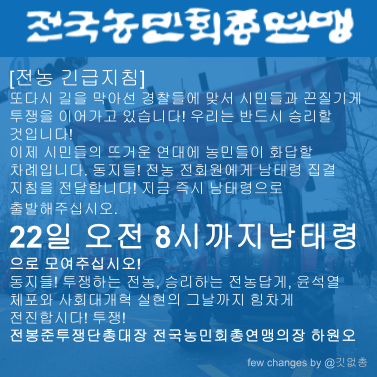 전국농민회총연맹
[전농 긴급지침]
또다시 길을 막아선 경찰들에 맞서 시민들과 끈질기게
투쟁을 이어가고 있습니다! 우리는 반드시 승리할
것입니다!
이제 시민들의 뜨거운 연대에 농민들이 화답할
차례입니다. 동지들! 전농 전회원에게 남태령 집결
지침을 전달합니다! 지금 즉시 남태령으로
출발해주십시오.
22일 오전 8시까지남태령
으로 모여주십시오!
동지들! 투쟁하는 전농, 승리하는 전농답게, 윤석열
체포와 사회대개혁 실현의 그날까지 힘차게
전진합시다! 투쟁!
전봉준투쟁단총대장 전국농민회총연맹의장 하원오
few changes by @깃없총